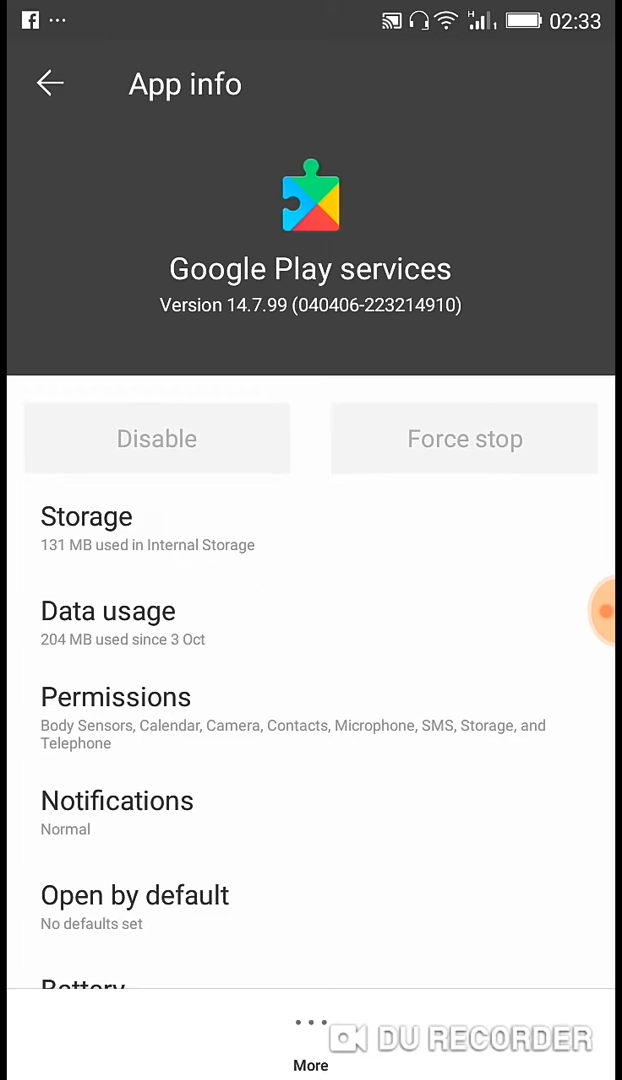 02:33
App info
Google Play services
Version 14.7.99 (040406-223214910)
Disable
Force stop
Storage
131 MB used in Internal Storage
Data usage
204 MB used since 3 Oct
Permissions
Body Sensors, Calendar, Camera, Contacts, Microphone, SMS, Storage, and
Telephone
Notifications
Normal
Open by default
No defaults set
Battery
DU RECORDER
More